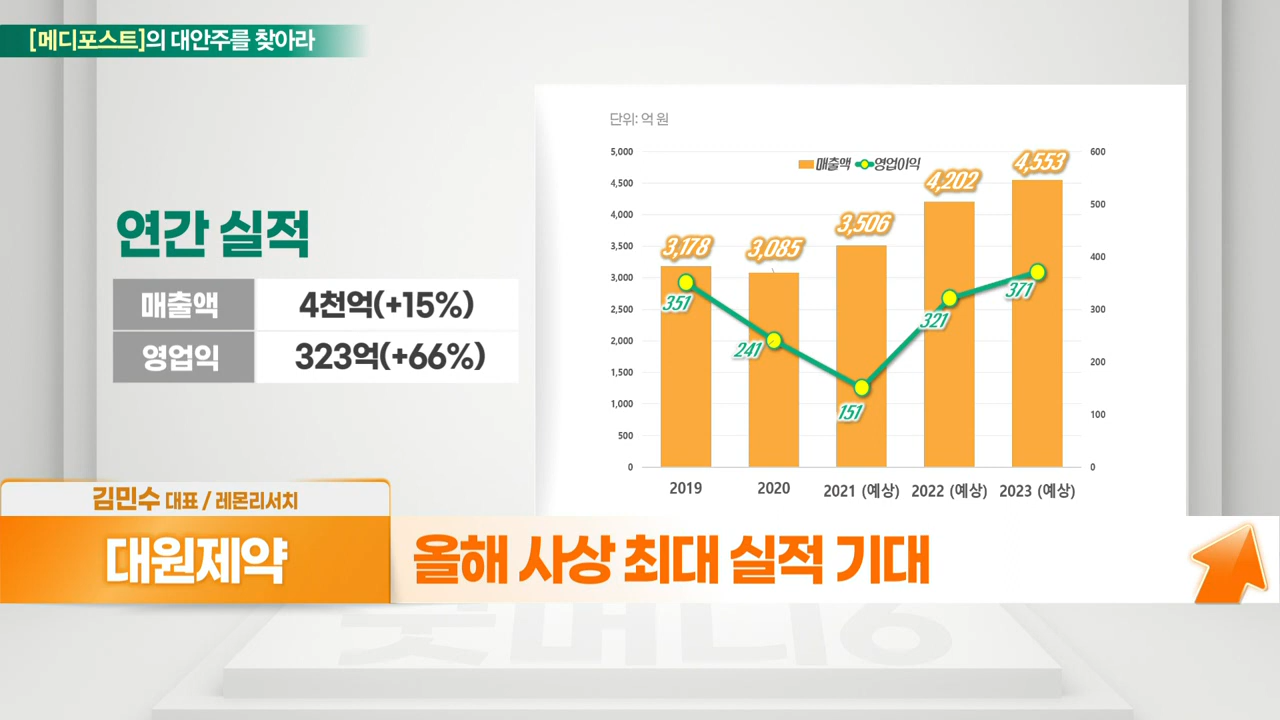 [메디포스트]의 대안주를 찾아라
연간 실적
매출액 4천억(+15%)
영업익 323억(+66%)
단위: 억 원
매출액 영업이익
5,000
4,500
4,000
3,500
3,000
2,500
2,000
1,500
1,000
500
0
600
500
400
300
200
100
0
3,178
3,085
3,506
4,202
4,553
351
241
151
321
371
2019 2020 2021 (예상) 2022 (예상) 2023 (예상)
김민수 대표 / 레몬리서치
대원제약
올해 사상 최대 실적 기대